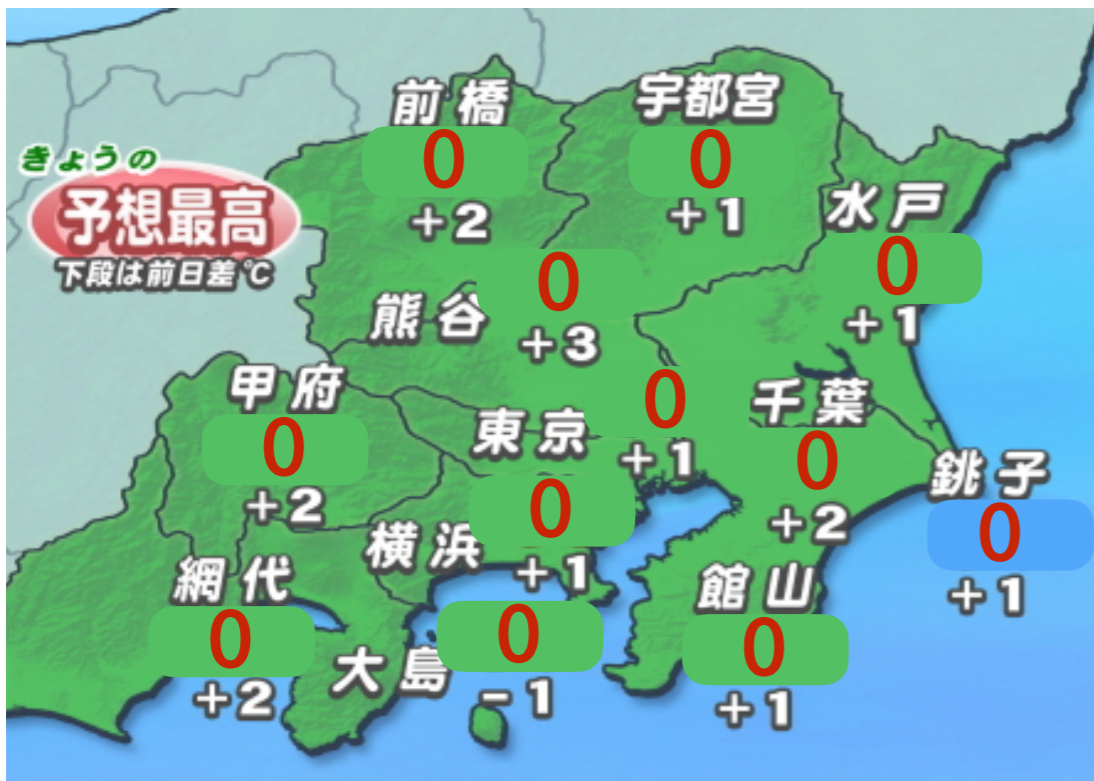 きょうの
予想最高
下段は前日差℃
前橋
0
+2
宇都宮
0
+1
水戸
0
+1
熊谷
0
+3
甲府
0
+2
東京
0
+1
千葉
0
+2
銚子
0
+1
横浜
0
+1
網代
0
+2
大島
0
-1
館山
0
+1